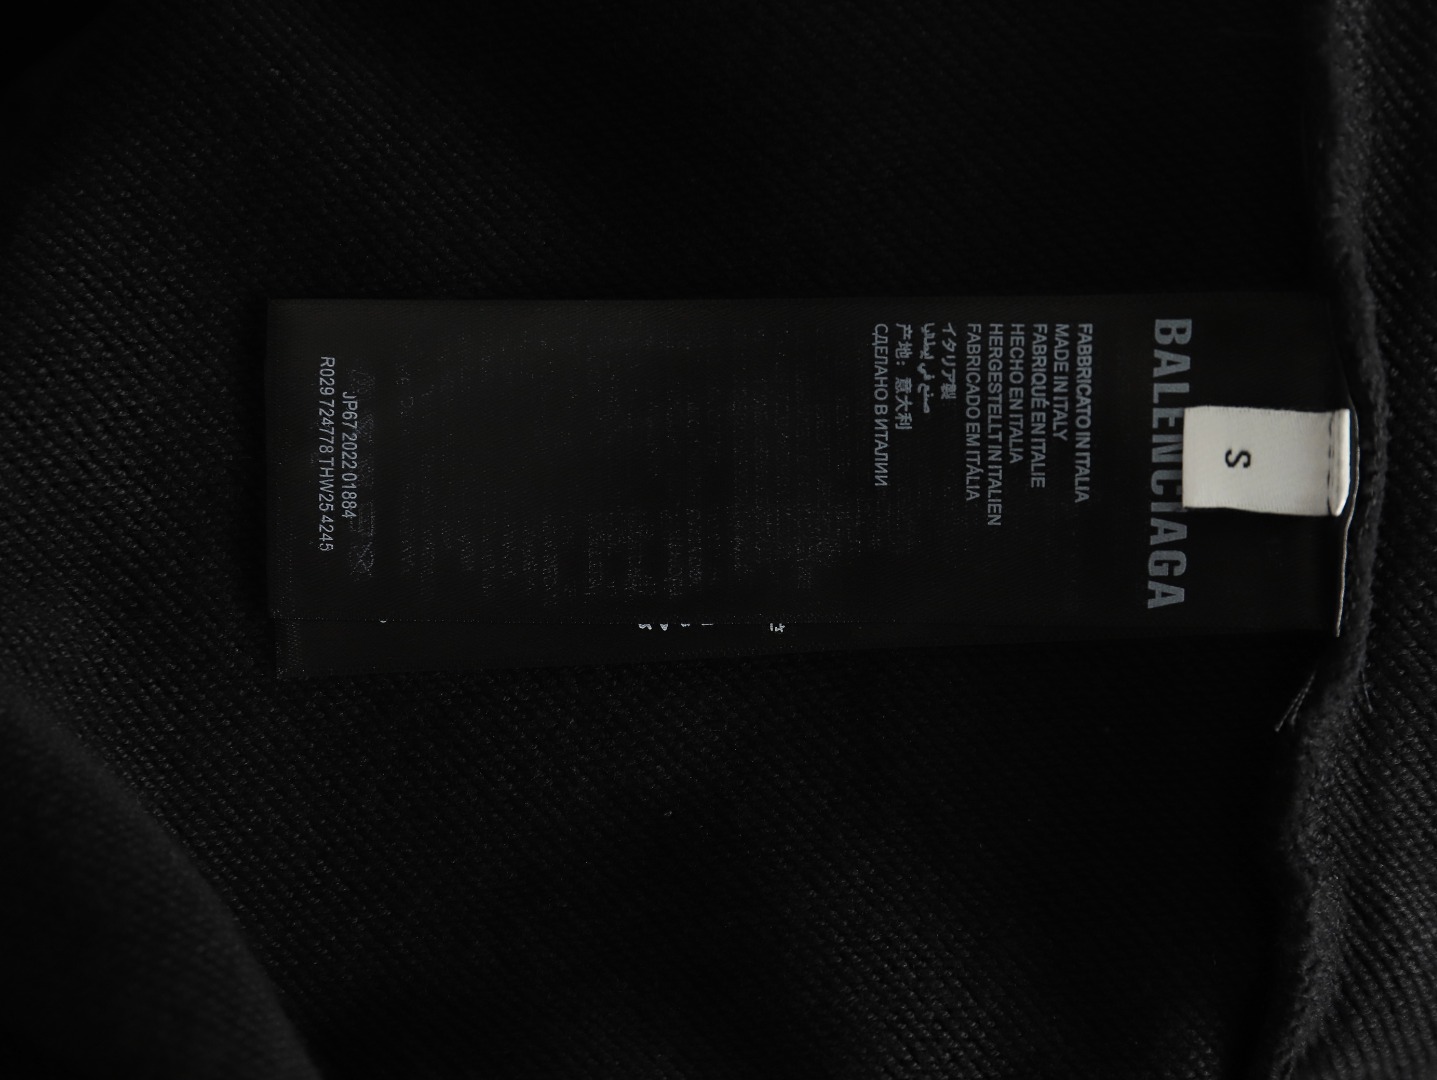 BALENCIAGA
S
FABBRICATO IN ITALIA
MADE IN ITALY
FABRIQUÉ EN ITALIE
HECHO EN ITALIA
HERGESTELLT IN ITALIEN
FABRICADO EM ITÁLIA
イタリア製
صنع في إيطاليا
产地：意大利
СДЕЛАНО В ИТАЛИИ
JP67 2022 01884
R029 724778 THW25 4245